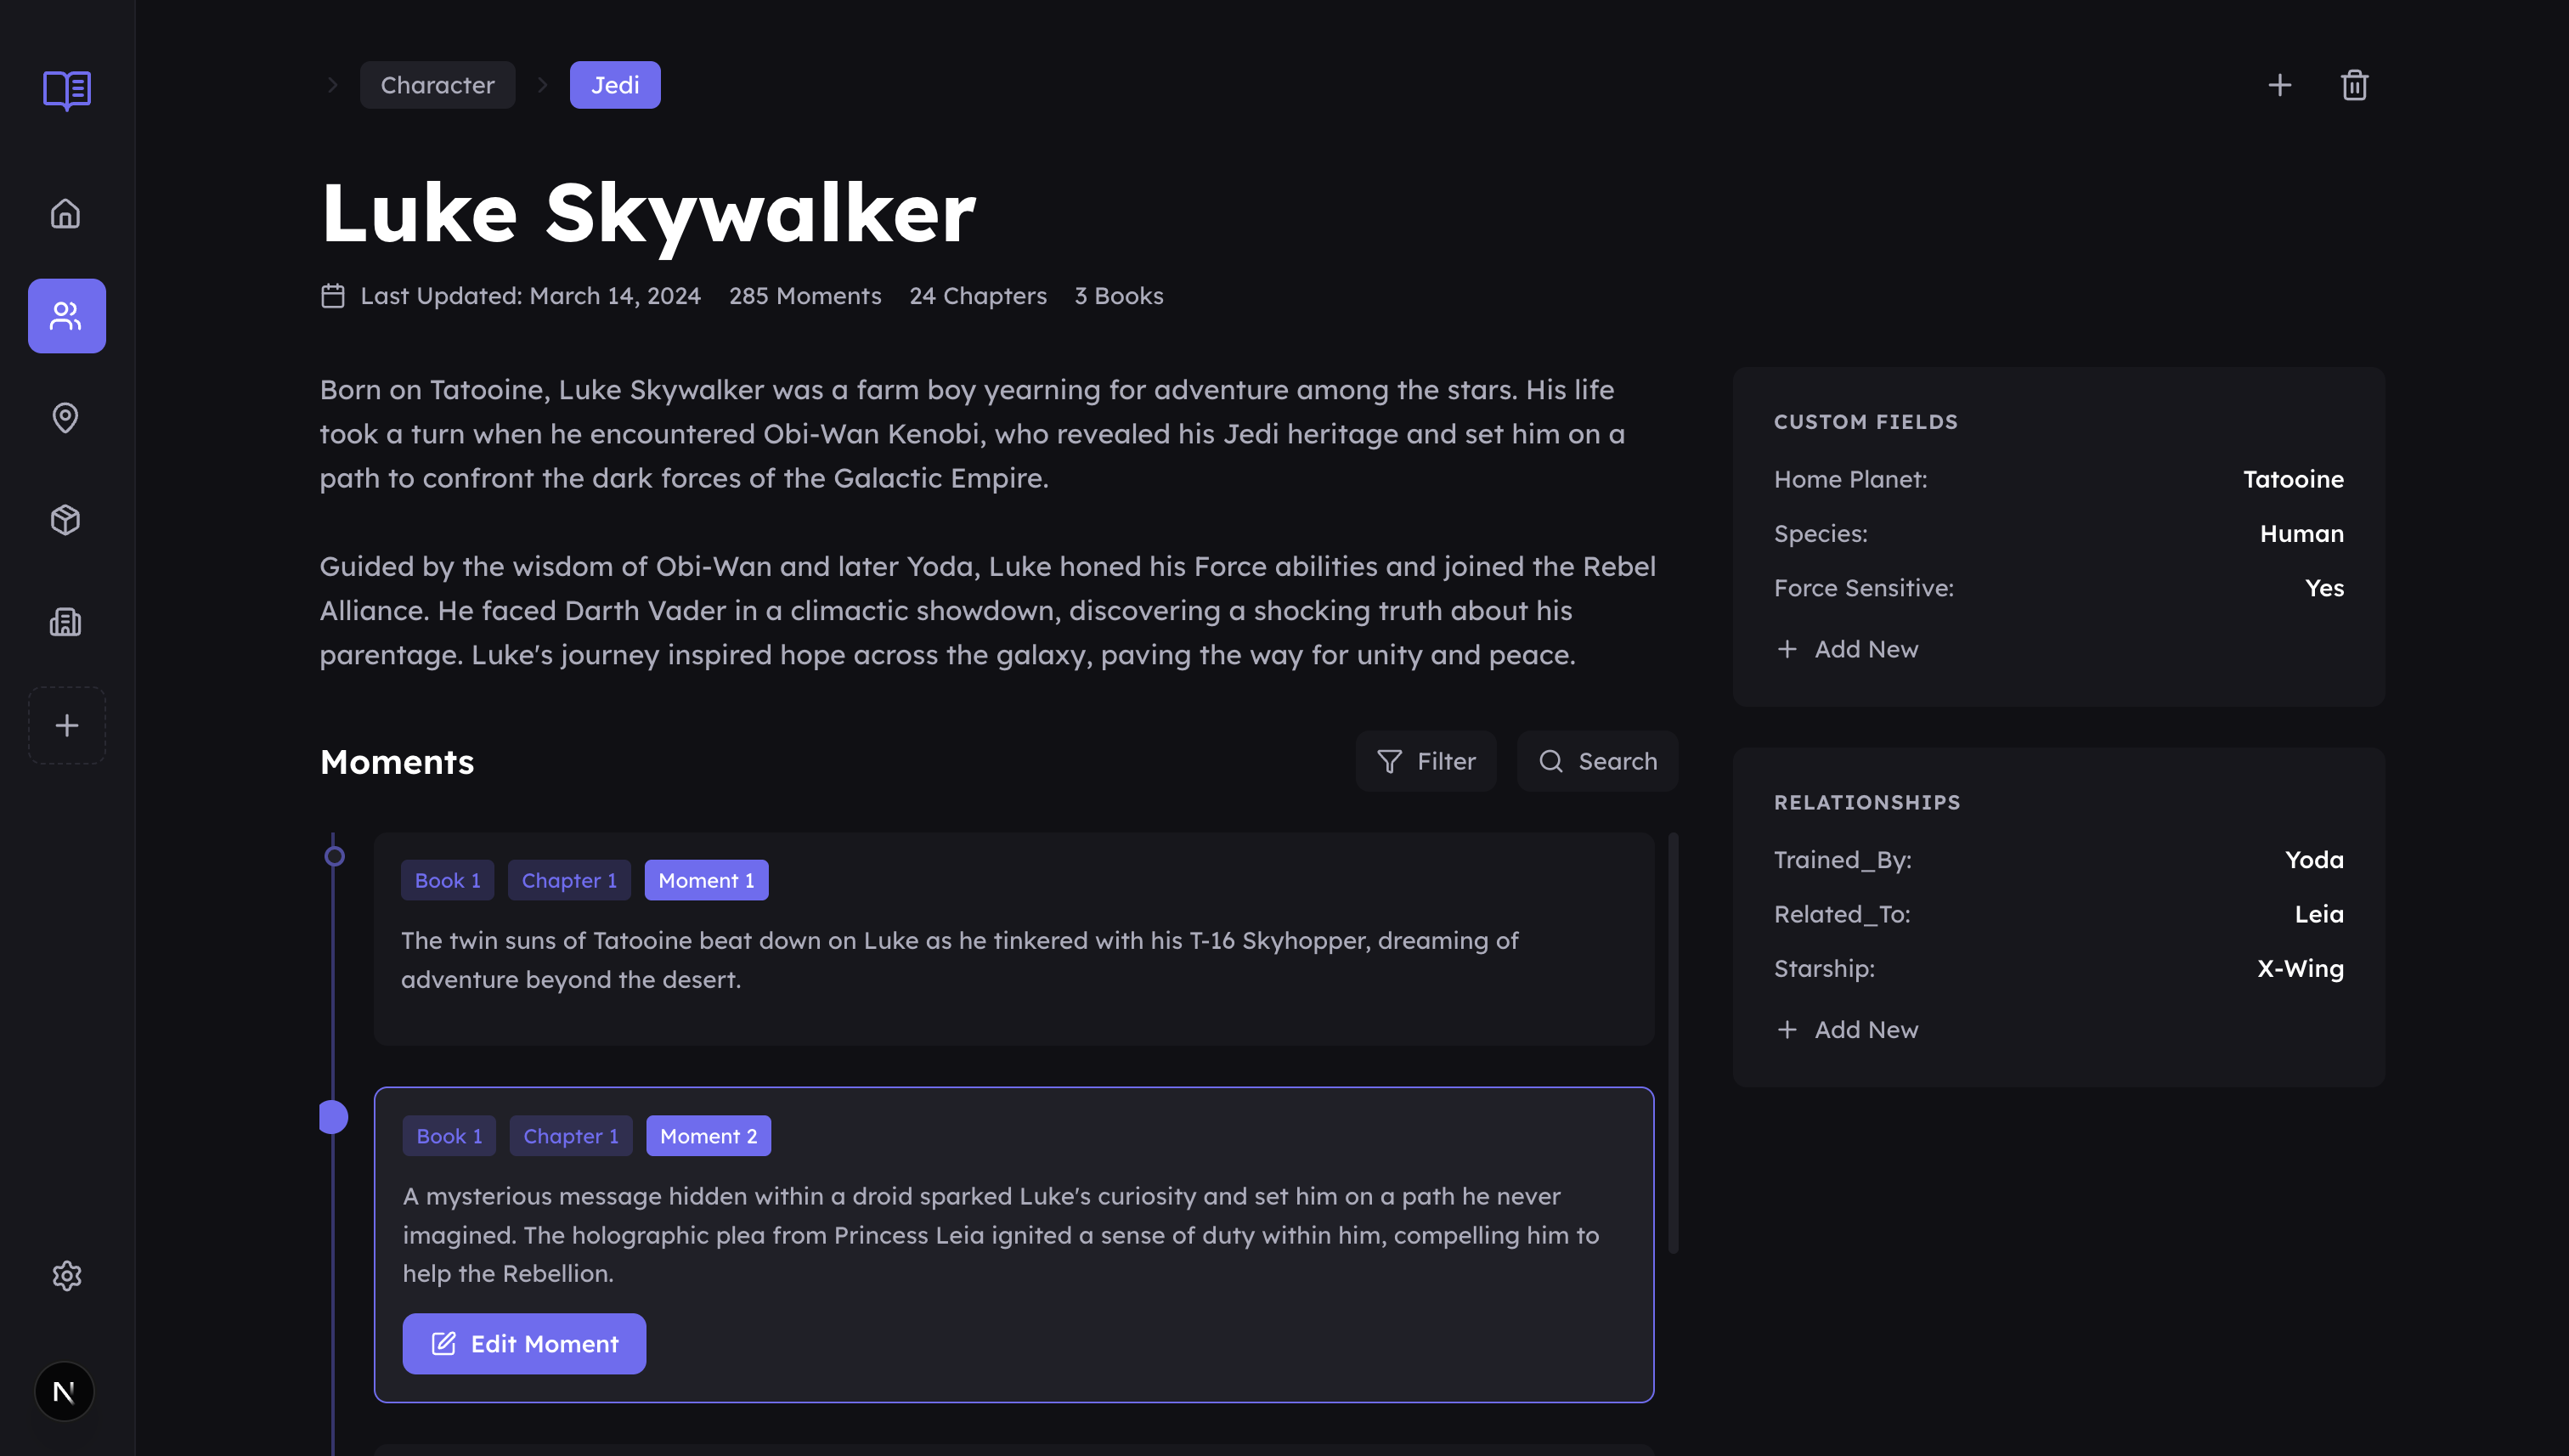 Character
Jedi
Luke Skywalker
Last Updated: March 14, 2024 285 Moments 24 Chapters 3 Books
Born on Tatooine, Luke Skywalker was a farm boy yearning for adventure among the stars. His life
took a turn when he encountered Obi-Wan Kenobi, who revealed his Jedi heritage and set him on a
path to confront the dark forces of the Galactic Empire.
Guided by the wisdom of Obi-Wan and later Yoda, Luke honed his Force abilities and joined the Rebel
Alliance. He faced Darth Vader in a climactic showdown, discovering a shocking truth about his
parentage. Luke's journey inspired hope across the galaxy, paving the way for unity and peace.
Moments
Filter
Search
Book 1 Chapter 1 Moment 1
The twin suns of Tatooine beat down on Luke as he tinkered with his T-16 Skyhopper, dreaming of
adventure beyond the desert.
Book 1 Chapter 1 Moment 2
A mysterious message hidden within a droid sparked Luke's curiosity and set him on a path he never
imagined. The holographic plea from Princess Leia ignited a sense of duty within him, compelling him to
help the Rebellion.
Edit Moment
CUSTOM FIELDS
Home Planet: Tatooine
Species: Human
Force Sensitive: Yes
Add New
RELATIONSHIPS
Trained_By: Yoda
Related_To: Leia
Starship: X-Wing
Add New
N